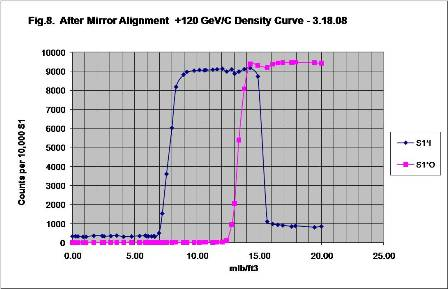 Fig.8. After Mirror Alignment +120 GeV/C Density Curve - 3.18.08
10000
9000
8000
7000
6000
5000
4000
3000
2000
1000
0
Counts per 10,000 S1
0.00 5.00 10.00 15.00 20.00 25.00
mlb/ft3
S1*I
S1*O